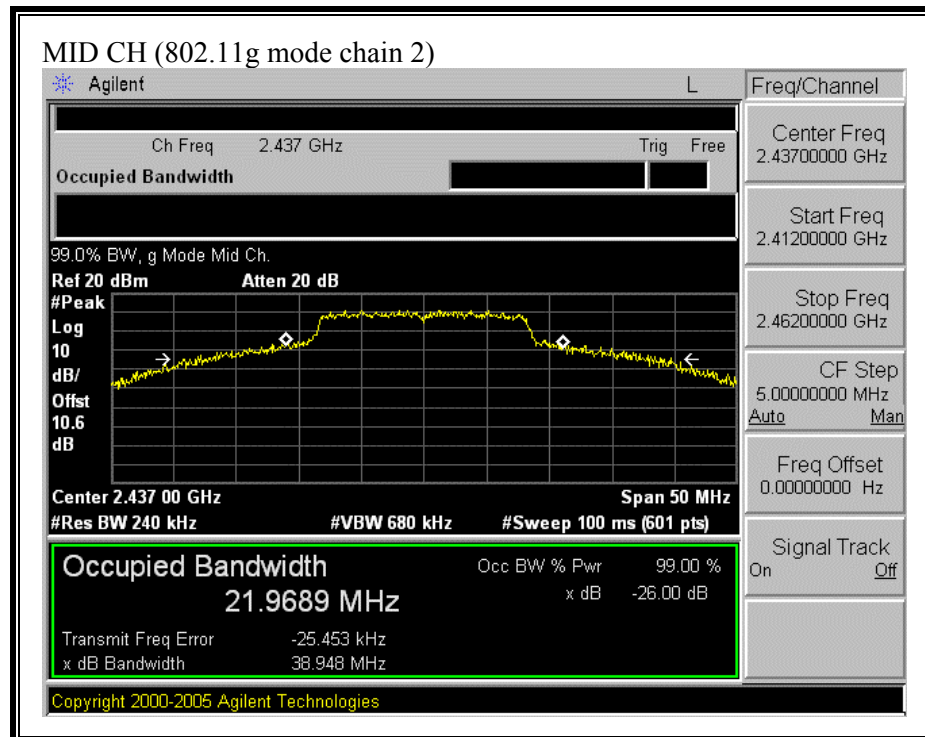 MID CH (802.11g mode chain 2)
Agilent L Freq/Channel
Ch Freq 2.437 GHz Trig Free
Occupied Bandwidth
Center Freq
2.43700000 GHz
Start Freq
2.41200000 GHz
99.0% BW, g Mode Mid Ch.
Ref 20 dBm Atten 20 dB
#Peak
Log
10
dB/
Offst
10.6
dB
Stop Freq
2.46200000 GHz
CF Step
5.00000000 MHz
Auto Man
Freq Offset
0.00000000 Hz
Center 2.437 00 GHz Span 50 MHz
#Res BW 240 kHz #VBW 680 kHz #Sweep 100 ms (601 pts)
Signal Track
On Off
Occupied Bandwidth
21.9689 MHz
Occ BW % Pwr 99.00 %
x dB -26.00 dB
Transmit Freq Error -25.453 kHz
x dB Bandwidth 38.948 MHz
Copyright 2000-2005 Agilent Technologies